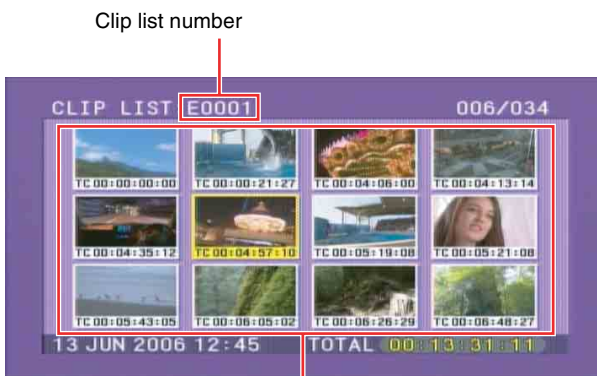 Clip list number
CLIP LIST E0001 006/034
TC 00:00:00:00 TC 00:00:21:27 TC 00:04:06:00 TC 00:04:13:14
TC 00:04:35:12 TC 00:04:57:10 TC 00:05:19:08 TC 00:05:21:08
TC 00:05:43:05 TC 00:06:05:02 TC 00:06:26:29 TC 00:06:48:27
13 JUN 2006 12:45 TOTAL 00:13:31:11